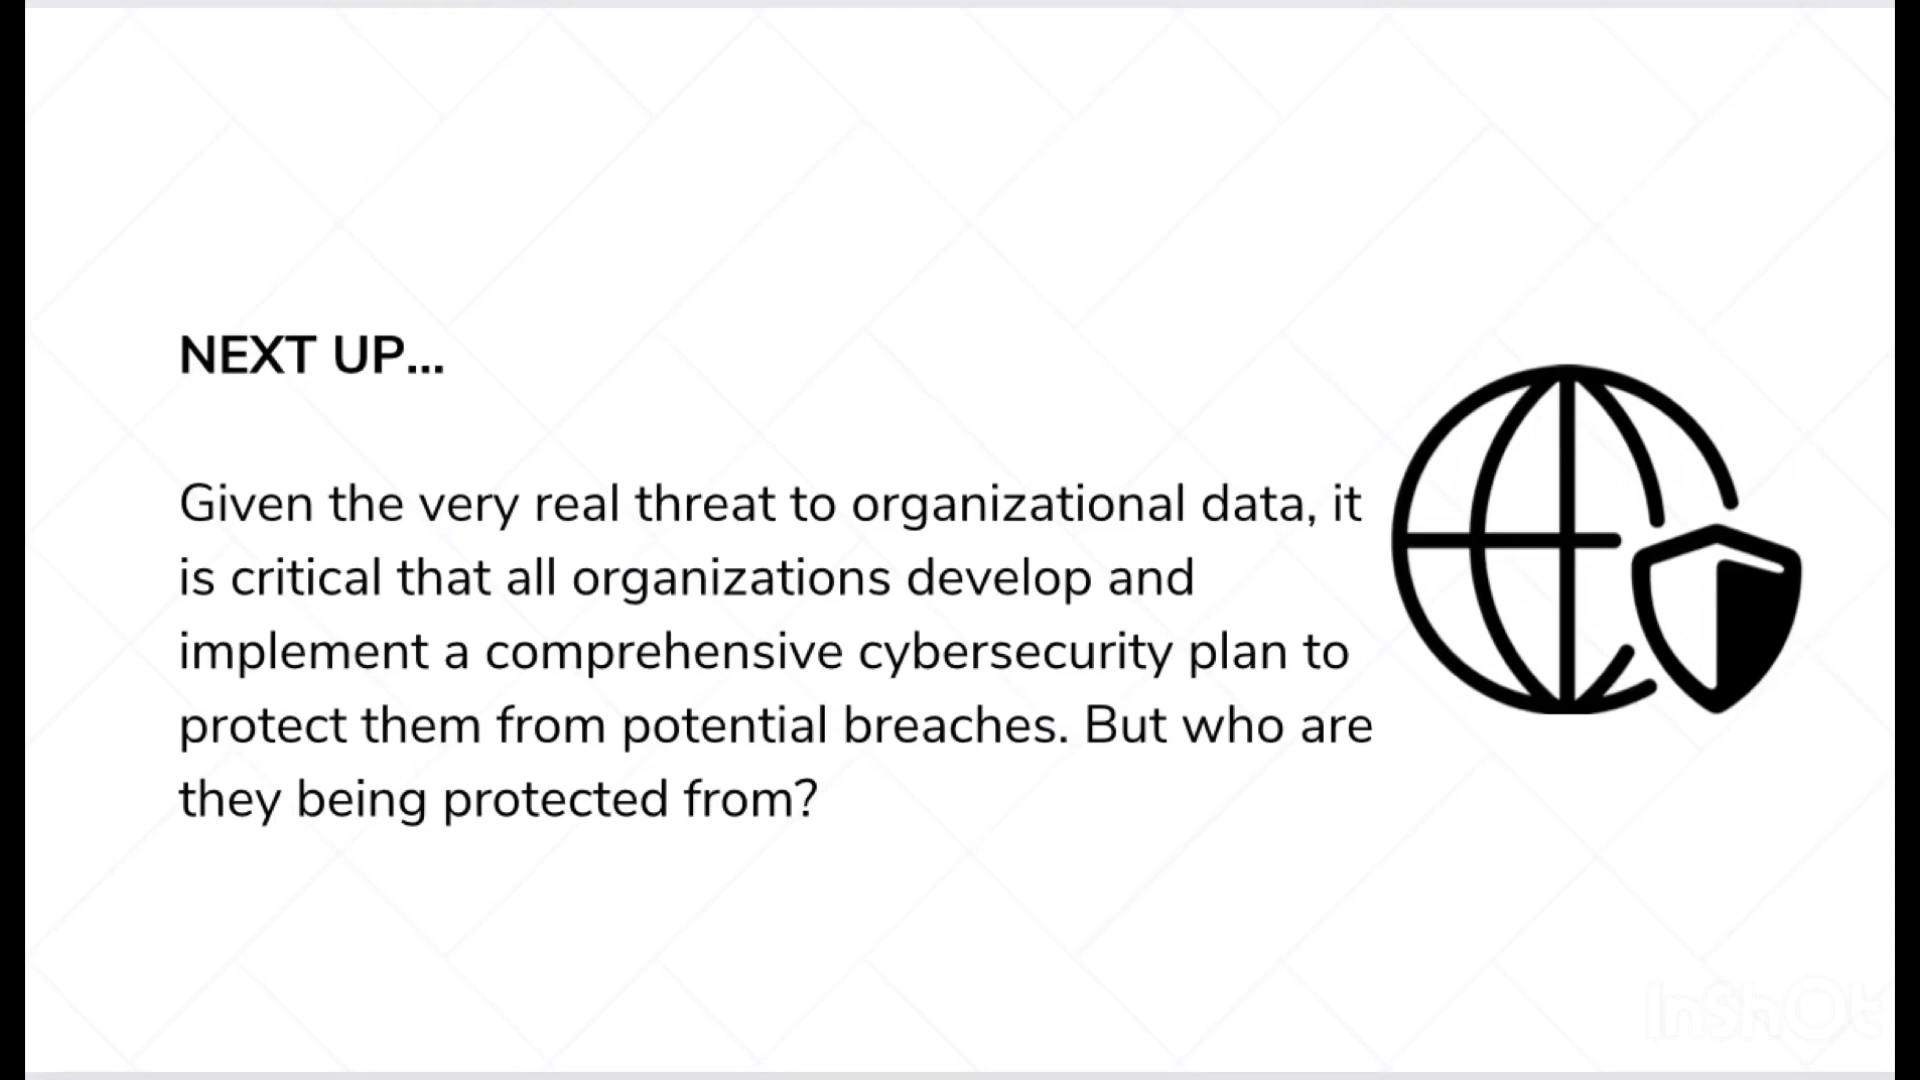 NEXT UP...
Given the very real threat to organizational data, it
is critical that all organizations develop and
implement a comprehensive cybersecurity plan to
protect them from potential breaches. But who are
they being protected from?
InShOt